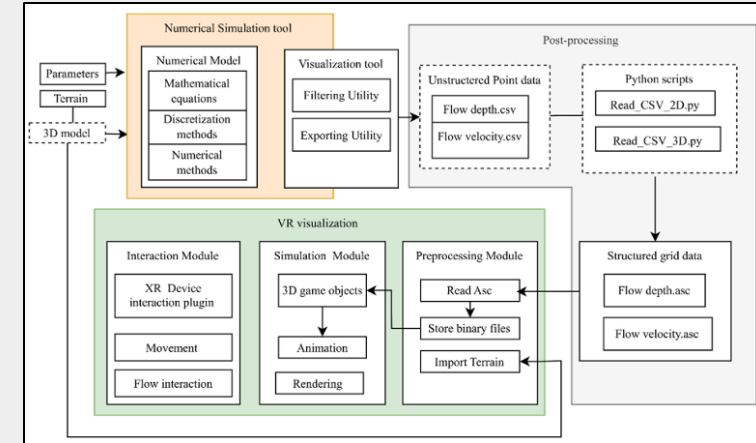 Numerical Simulation tool
Post-processing
Parameters
Terrain
3D model
Numerical Model
Mathematical
equations
Discretization
methods
Numerical
methods
Visualization tool
Filtering Utility
Exporting Utility
Unstructered Point data
Flow depth.csv
Flow velocity.csv
Python scripts
Read_CSV_2D.py
Read_CSV_3D.py
VR visualization
Interaction Module
XR Device
interaction plugin
Movement
Flow interaction
Simulation Module
3D game objects
Animation
Rendering
Preprocessing Module
Read Asc
Store binary files
Import Terrain
Structured grid data
Flow depth.asc
Flow velocity.asc